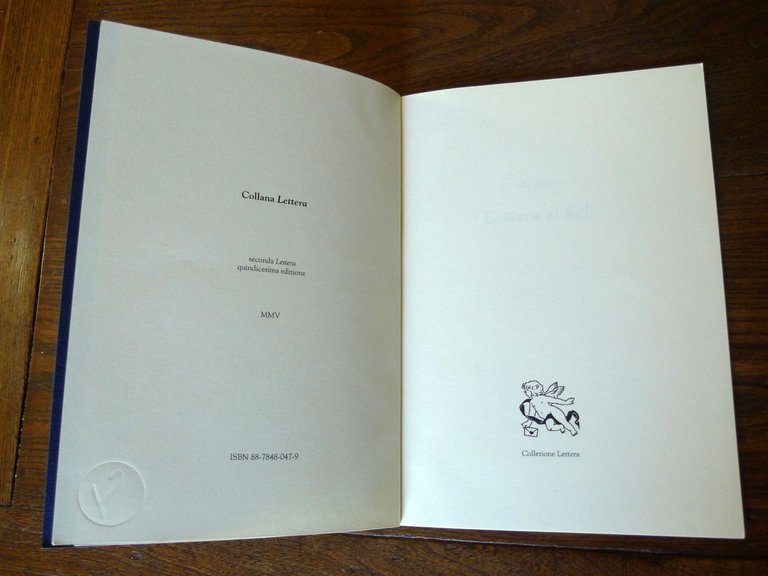 Collana Lettera
seconda Lettera
quindicesima edizione
MMV
ISBN 88-7848-047-9
Collezione Lettera